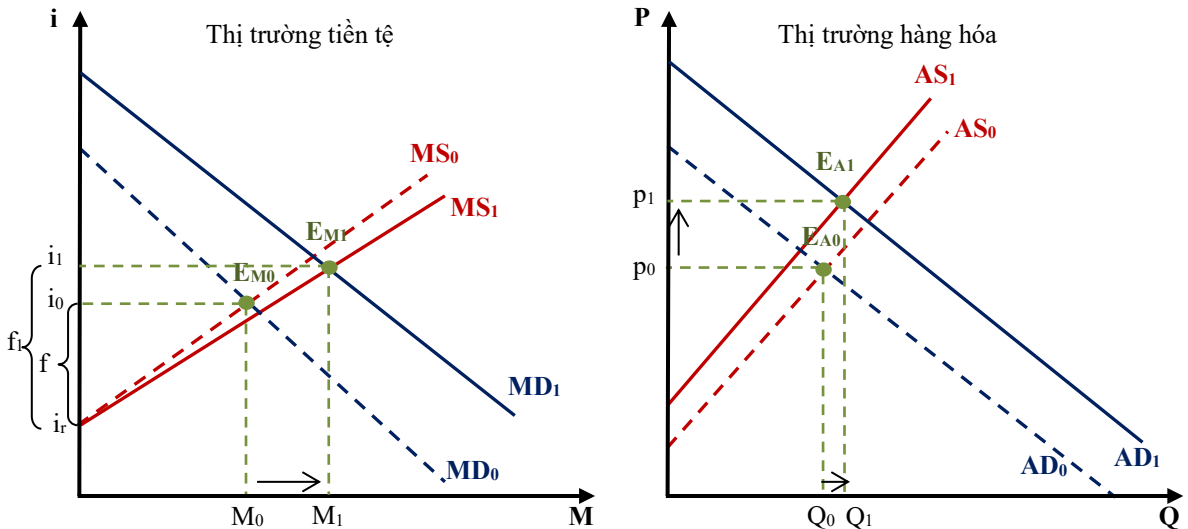 i
Thị trường tiền tệ
MS₀
MS₁
E_M1
E_M0
i₁
i₀
f₁
f
i_r
MD₁
MD₀
M₀
M₁
M
P
Thị trường hàng hóa
AS₁
AS₀
E_A1
p₁
E_A0
p₀
AD₀
AD₁
Q₀
Q₁
Q